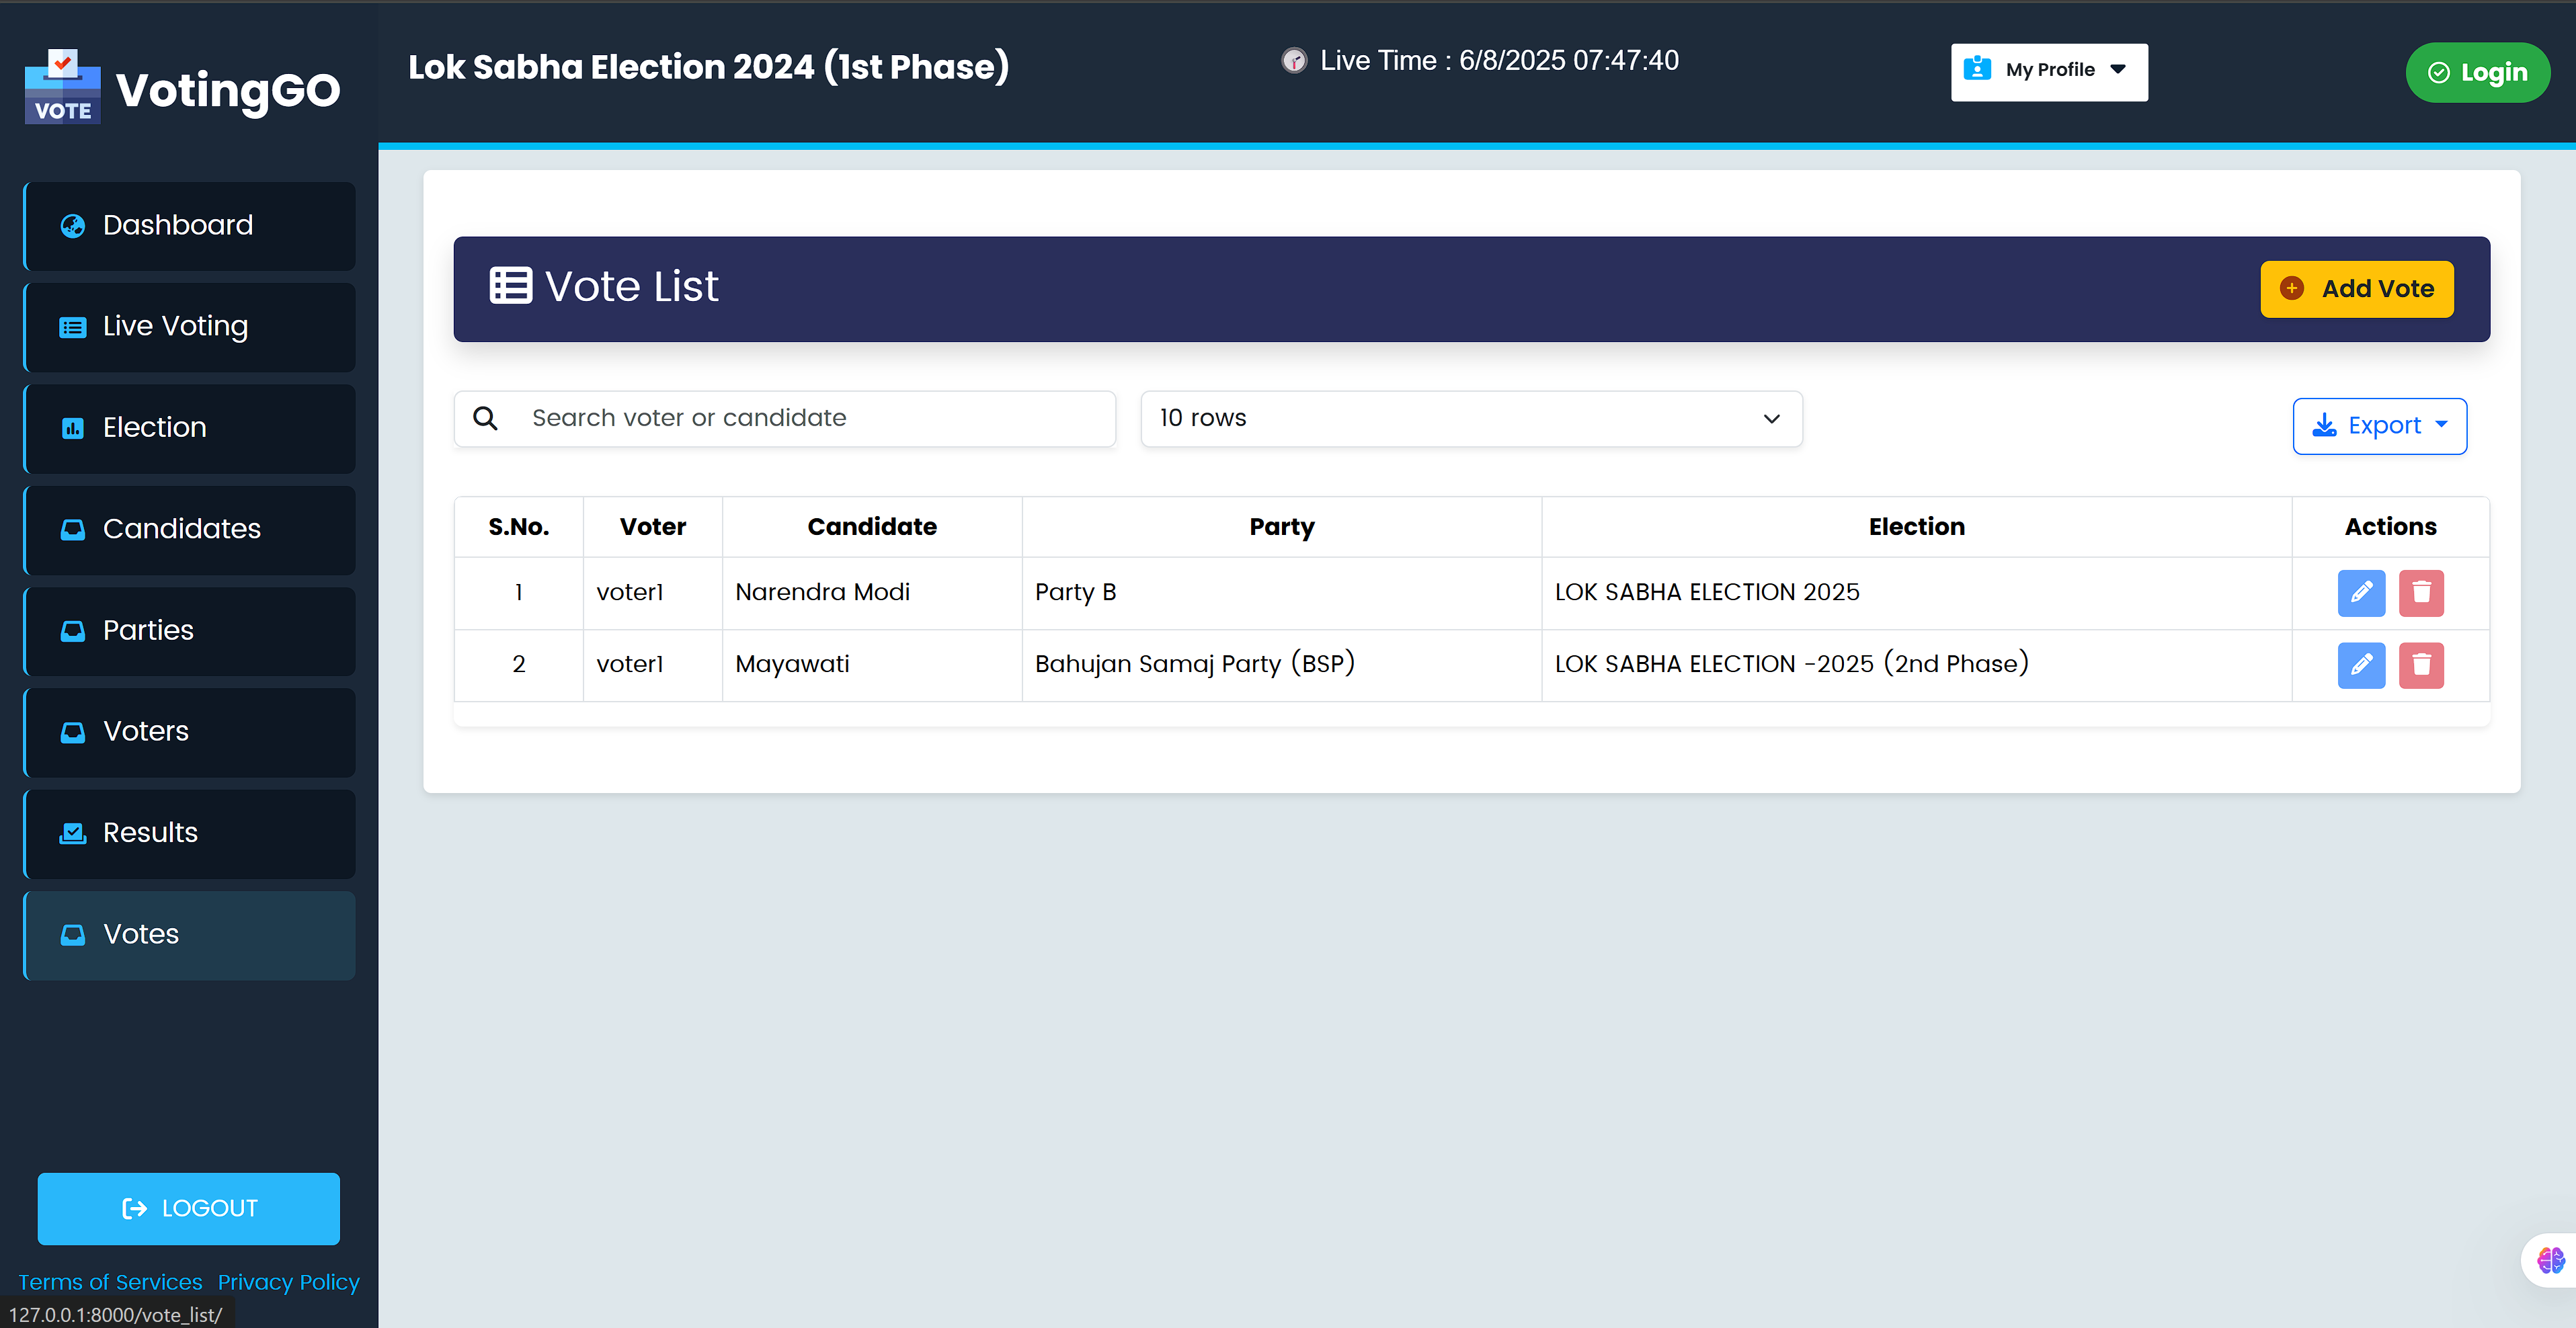 VOTE
VotingGO
Lok Sabha Election 2024 (1st Phase)
Live Time : 6/8/2025 07:47:40
My Profile
Login
Dashboard
Live Voting
Election
Candidates
Parties
Voters
Results
Votes
LOGOUT
Terms of Services Privacy Policy
127.0.0.1:8000/vote_list/
Vote List
Add Vote
Search voter or candidate
10 rows
Export
S.No. Voter Candidate Party Election Actions
1 voter1 Narendra Modi Party B LOK SABHA ELECTION 2025
2 voter1 Mayawati Bahujan Samaj Party (BSP) LOK SABHA ELECTION -2025 (2nd Phase)